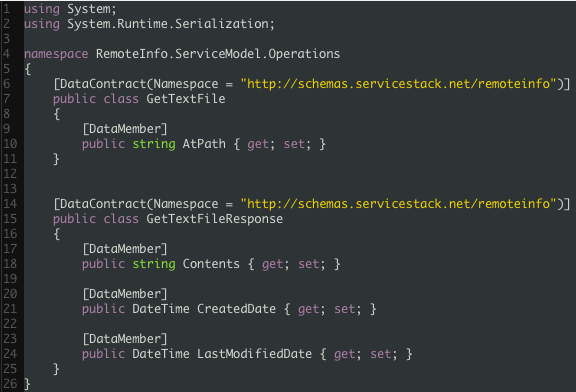 1 using System;
2 using System.Runtime.Serialization;
3
4 namespace RemoteInfo.ServiceModel.Operations
5 {
6     [DataContract(Namespace = "http://schemas.servicestack.net/remoteinfo")]
7     public class GetTextFile
8     {
9         [DataMember]
10         public string AtPath { get; set; }
11     }
12
13
14     [DataContract(Namespace = "http://schemas.servicestack.net/remoteinfo")]
15     public class GetTextFileResponse
16     {
17         [DataMember]
18         public string Contents { get; set; }
19
20         [DataMember]
21         public DateTime CreatedDate { get; set; }
22
23         [DataMember]
24         public DateTime LastModifiedDate { get; set; }
25     }
26 }